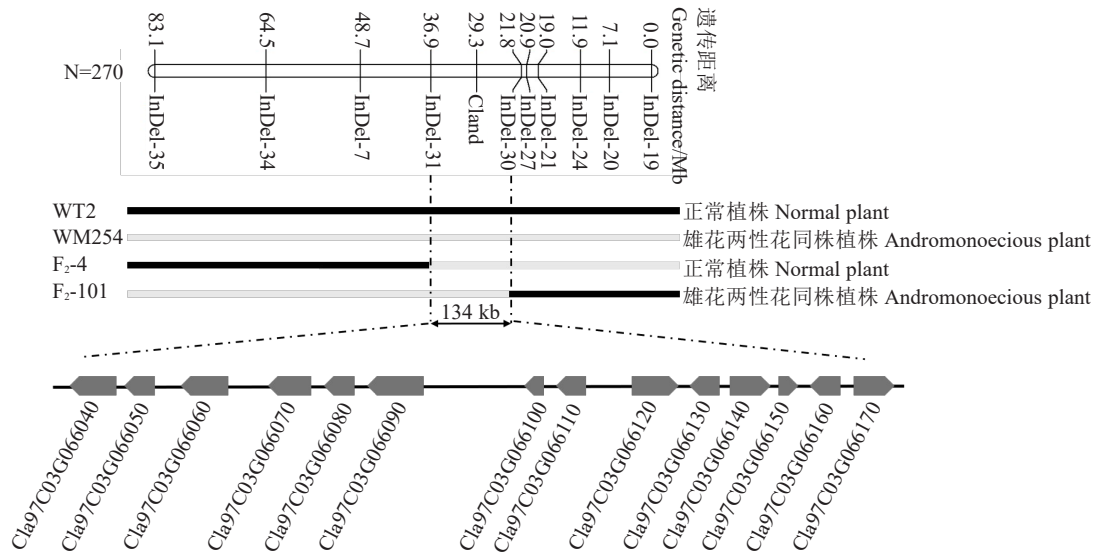 遗传距离
Genetic distance/Mb
83.1
64.5
48.7
36.9
29.3
21.8
20.9
19.0
11.9
7.1
0.0
N=270
InDel-35
InDel-34
InDel-7
InDel-31
Cland
InDel-30
InDel-27
InDel-21
InDel-24
InDel-20
InDel-19
WT2
正常植株 Normal plant
WM254
雄花两性花同株植株 Andromonoecious plant
F₂-4
正常植株 Normal plant
F₂-101
雄花两性花同株植株 Andromonoecious plant
134 kb
Cla97C03G066040
Cla97C03G066050
Cla97C03G066060
Cla97C03G066070
Cla97C03G066080
Cla97C03G066090
Cla97C03G066100
Cla97C03G066110
Cla97C03G066120
Cla97C03G066130
Cla97C03G066140
Cla97C03G066150
Cla97C03G066160
Cla97C03G066170